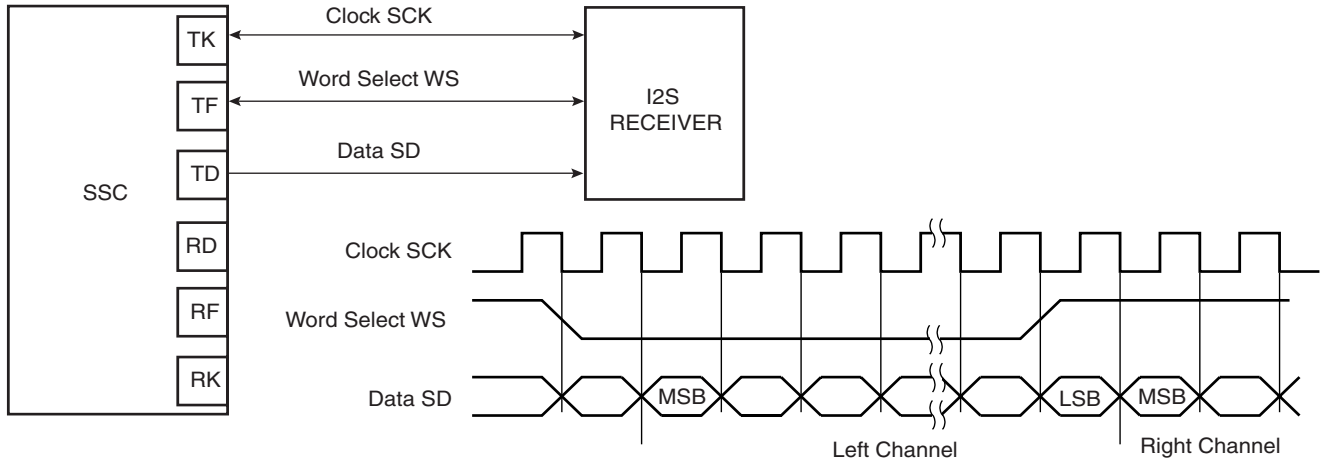 Clock SCK
TK
Word Select WS
TF
I2S
RECEIVER
Data SD
TD
SSC
RD
RF
RK
Clock SCK
Word Select WS
Data SD
MSB
LSB
MSB
Left Channel
Right Channel